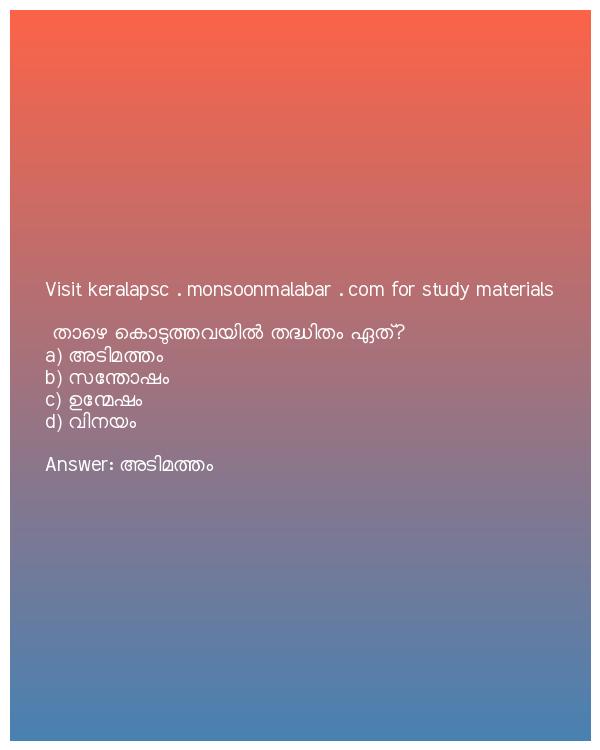 Visit keralapsc . monsoonmalabar . com for study materials
താഴെ കൊടുത്തവയിൽ തദ്ധിതം ഏത്?
a) അടിമത്തം
b) സന്തോഷം
c) ഉന്മേഷം
d) വിനയം
Answer: അടിമത്തം